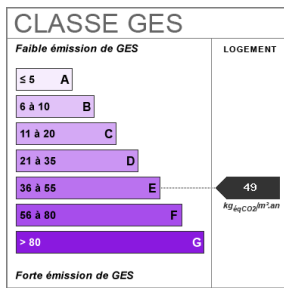 CLASSE GES
Faible émission de GES
LOGEMENT
≤ 5 A
6 à 10 B
11 à 20 C
21 à 35 D
36 à 55 E
49
kgéqCO2/m².an
56 à 80 F
> 80 G
Forte émission de GES